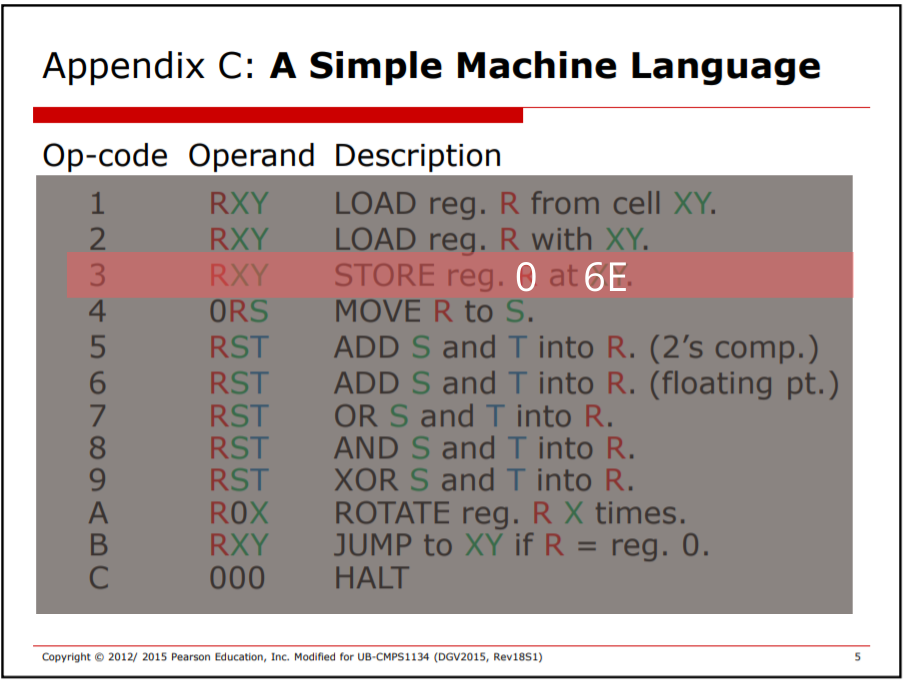 Appendix C: A Simple Machine Language
Op-code Operand Description
1 RXY LOAD reg. R from cell XY.
2 RXY LOAD reg. R with XY.
3 RXY STORE reg. 0 at 6E
4 0RS MOVE R to S.
5 RST ADD S and T into R. (2’s comp.)
6 RST ADD S and T into R. (floating pt.)
7 RST OR S and T into R.
8 RST AND S and T into R.
9 RST XOR S and T into R.
A R0X ROTATE reg. R X times.
B RXY JUMP to XY if R = reg. 0.
C 000 HALT
Copyright © 2012/ 2015 Pearson Education, Inc. Modified for UB-CMPS1134 (DGV2015, Rev18S1) 5